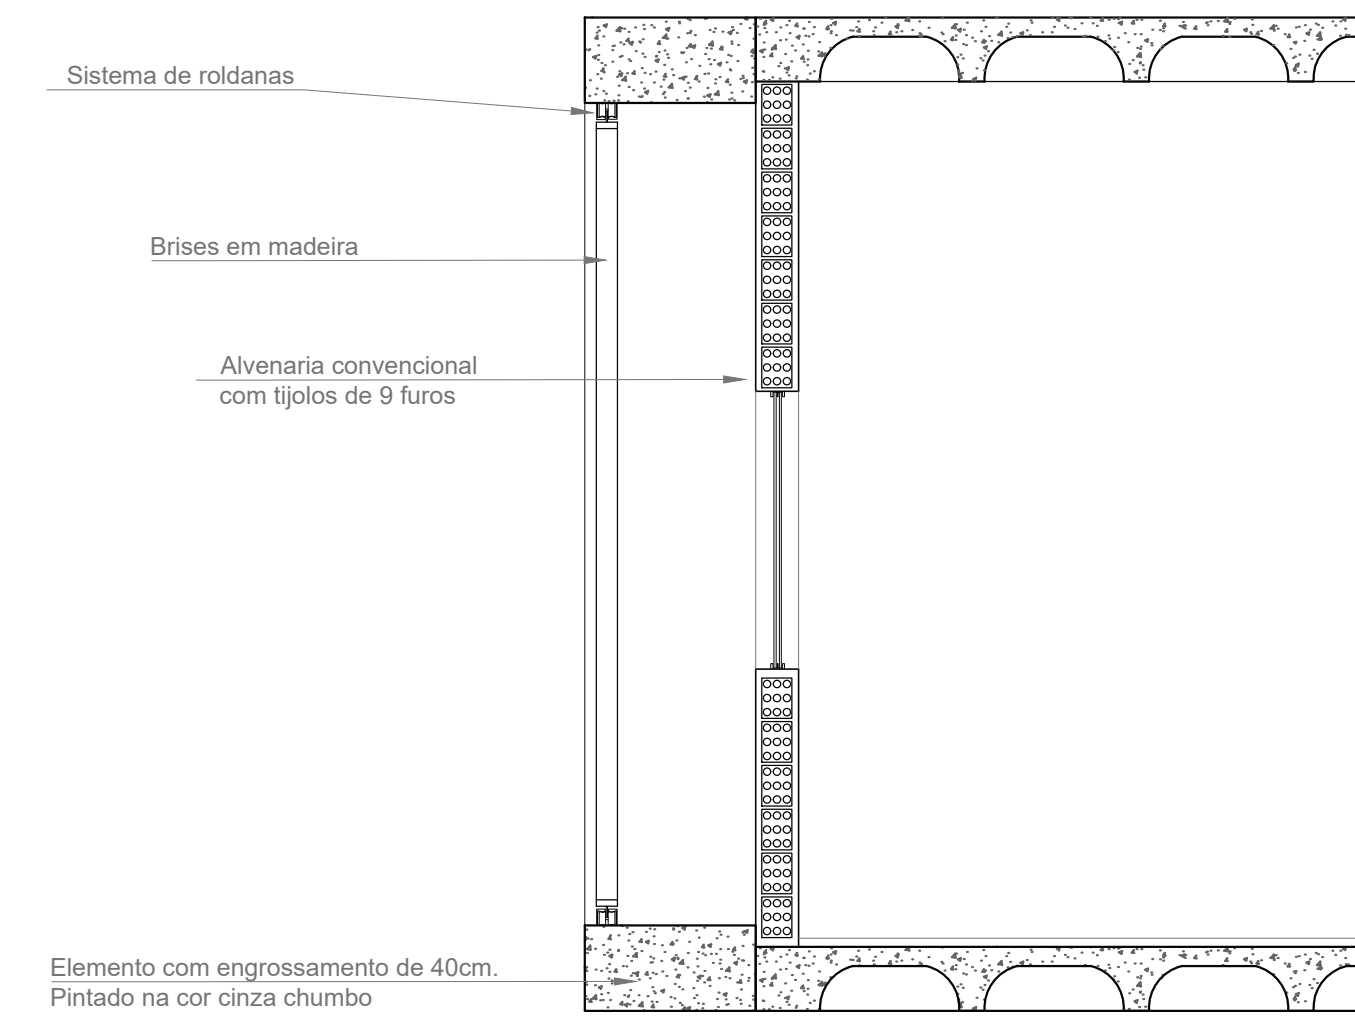 Sistema de roldanas
Brises em madeira
Alvenaria convencional
com tijolos de 9 furos
Elemento com engrossamento de 40cm.
Pintado na cor cinza chumbo